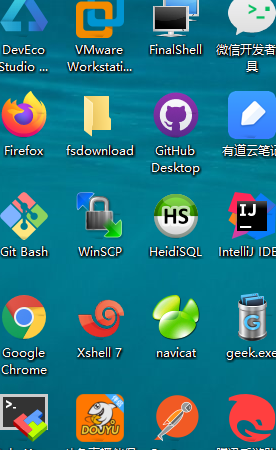 DevEco
Studio ...
VMware
Workstati...
FinalShell
微信开发者
具
Firefox
fsdownload
GitHub
Desktop
有道云笔记
Git Bash
WinSCP
HS
HeidiSQL
IJ
IntelliJ IDE
Google
Chrome
Xshell 7
navicat
G
geek.exe
>_
DOUYU